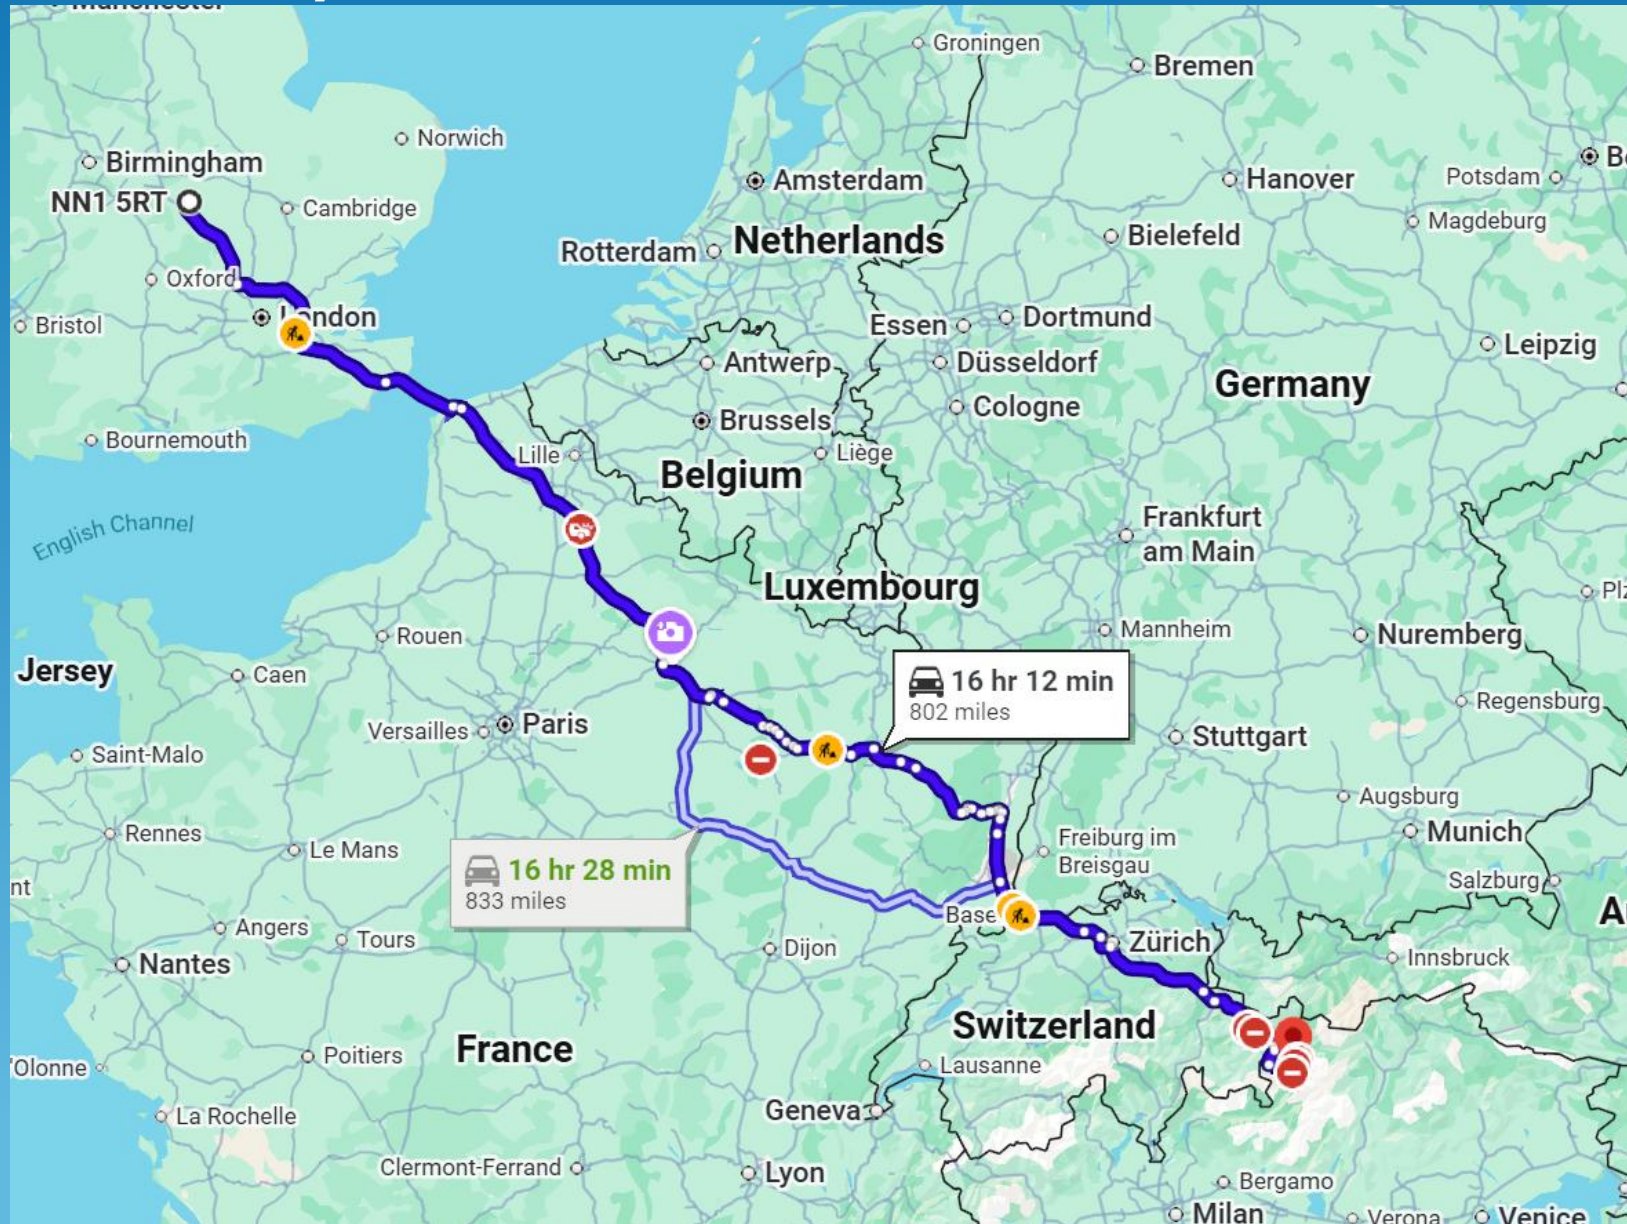 Manchester
Groningen
Bremen
Norwich
Birmingham
NN1 5RT
Cambridge
Amsterdam
Hanover
Potsdam
Magdeburg
Oxford
Rotterdam
Netherlands
Bielefeld
Bristol
London
Essen
Dortmund
Leipzig
Antwerp
Düsseldorf
Germany
Cologne
Brussels
Bournemouth
Lille
Liège
Belgium
English Channel
Frankfurt
am Main
Luxembourg
Rouen
Mannheim
Nuremberg
Jersey
Caen
16 hr 12 min
802 miles
Regensburg
Versailles
Paris
Stuttgart
Saint-Malo
Augsburg
Rennes
Le Mans
Freiburg im
Breisgau
Munich
16 hr 28 min
833 miles
Salzburg
Base
Angers
Tours
Dijon
Zürich
Nantes
Innsbruck
Switzerland
France
Poitiers
'Olonne
Lausanne
Geneva
La Rochelle
Clermont-Ferrand
Lyon
Bergamo
Milan
Verona
Venice